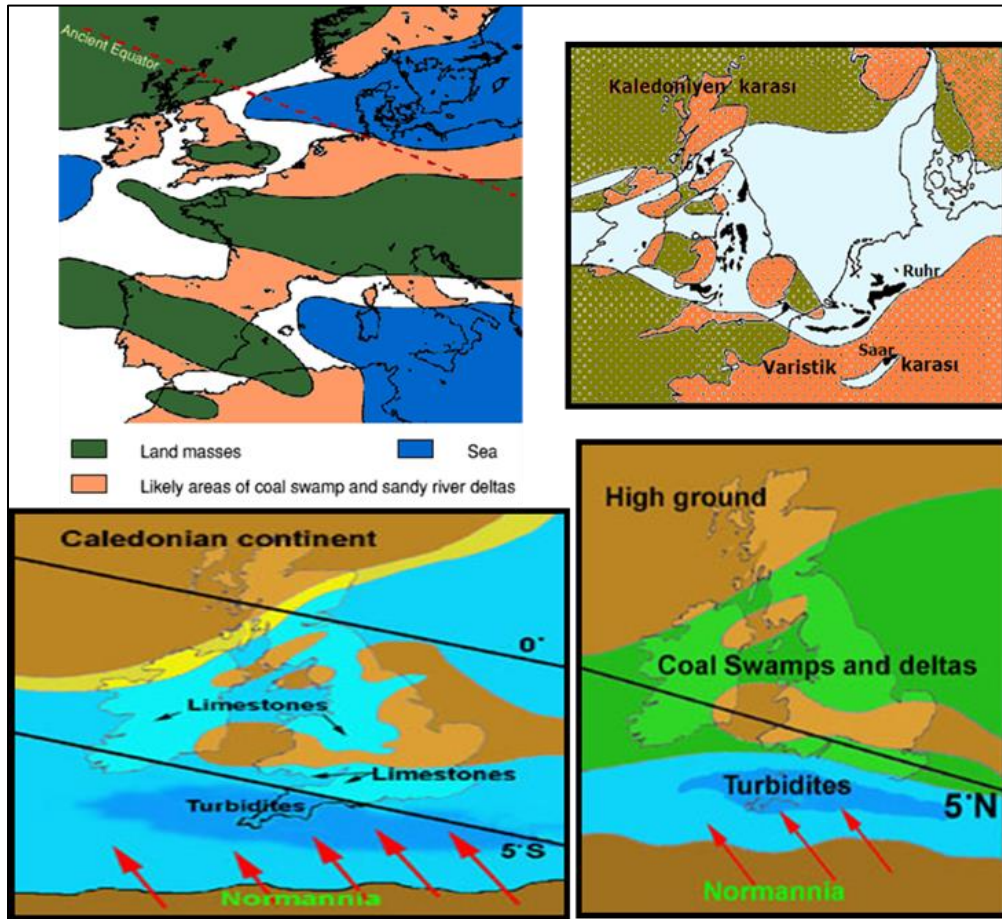 Ancient Equator
Land masses
Sea
Likely areas of coal swamp and sandy river deltas
Kaledoniyen karası
Ruhr
Saar
Varistik karası
Caledonian continent
0°
Limestones
Limestones
Turbidites
5°S
Normannia
High ground
Coal Swamps and deltas
Turbidites
5°N
Normannia